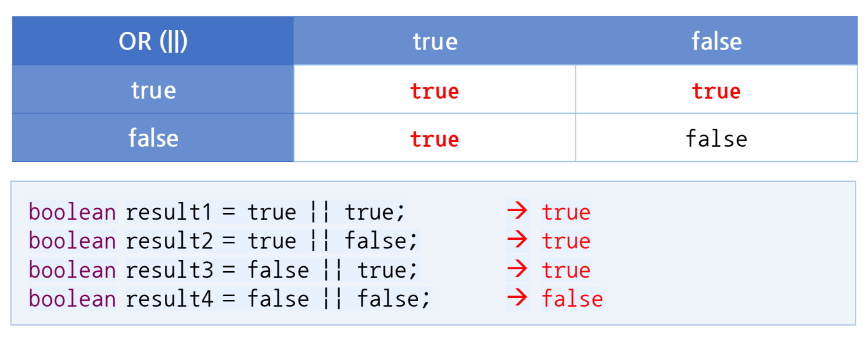 OR (||) true false
true true true
false true false
boolean result1 = true || true; → true
boolean result2 = true || false; → true
boolean result3 = false || true; → true
boolean result4 = false || false; → false